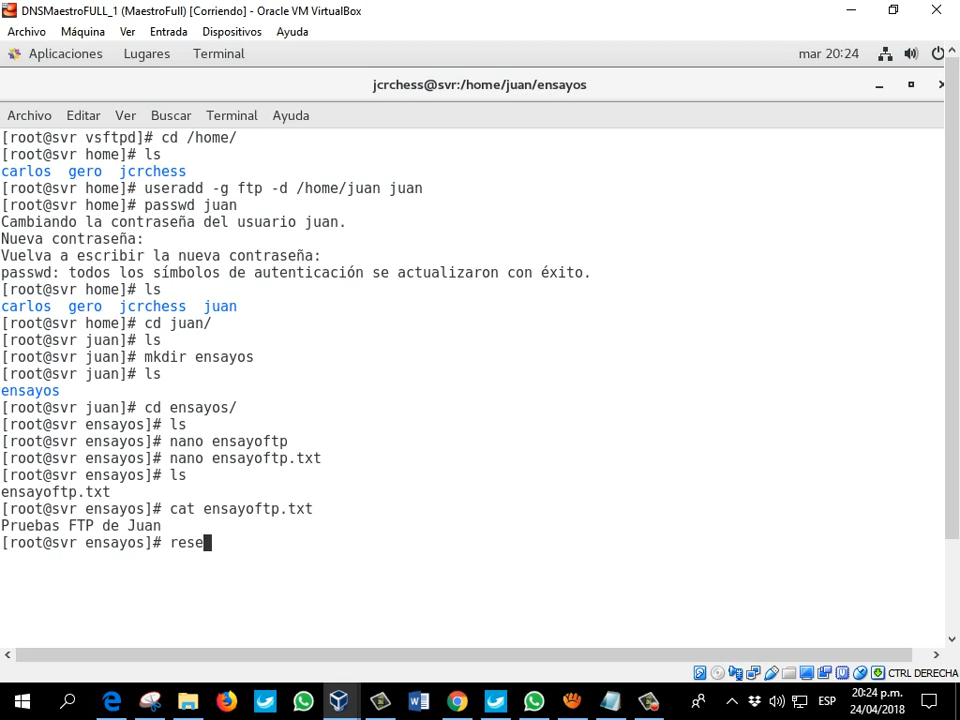 DNSMaestroFULL_1 (MaestroFull) [Corriendo] - Oracle VM VirtualBox
Archivo Máquina Ver Entrada Dispositivos Ayuda
Aplicaciones Lugares Terminal mar 20:24
jcrchess@svr:/home/juan/ensayos
Archivo Editar Ver Buscar Terminal Ayuda
[root@svr vsftpd]# cd /home/
[root@svr home]# ls
carlos gero jcrchess
[root@svr home]# useradd -g ftp -d /home/juan juan
[root@svr home]# passwd juan
Cambiando la contraseña del usuario juan.
Nueva contraseña:
Vuelva a escribir la nueva contraseña:
passwd: todos los símbolos de autenticación se actualizaron con éxito.
[root@svr home]# ls
carlos gero jcrchess juan
[root@svr home]# cd juan/
[root@svr juan]# ls
[root@svr juan]# mkdir ensayos
[root@svr juan]# ls
ensayos
[root@svr juan]# cd ensayos/
[root@svr ensayos]# ls
[root@svr ensayos]# nano ensayoftp
[root@svr ensayos]# nano ensayoftp.txt
[root@svr ensayos]# ls
ensayoftp.txt
[root@svr ensayos]# cat ensayoftp.txt
Pruebas FTP de Juan
[root@svr ensayos]# rese
CTRL DERECHA
ESP
20:24 p.m.
24/04/2018